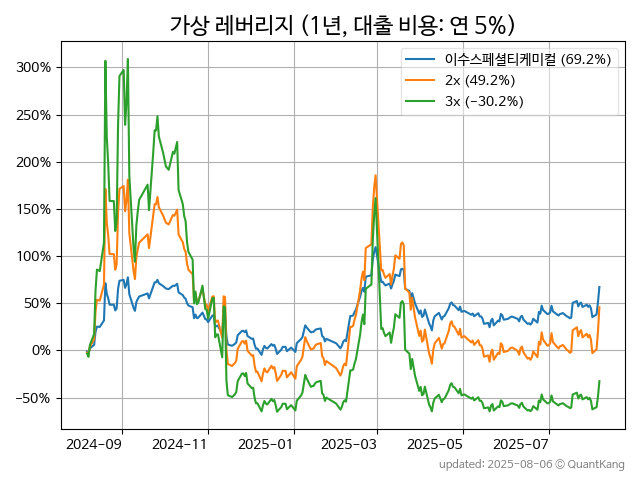 가상 레버리지 (1년, 대출 비용: 연 5%)
이수스페셜티케미컬 (69.2%)
2x (49.2%)
3x (−30.2%)
300%
250%
200%
150%
100%
50%
0%
−50%
2024-09 2024-11 2025-01 2025-03 2025-05 2025-07
updated: 2025-08-06 © QuantKang